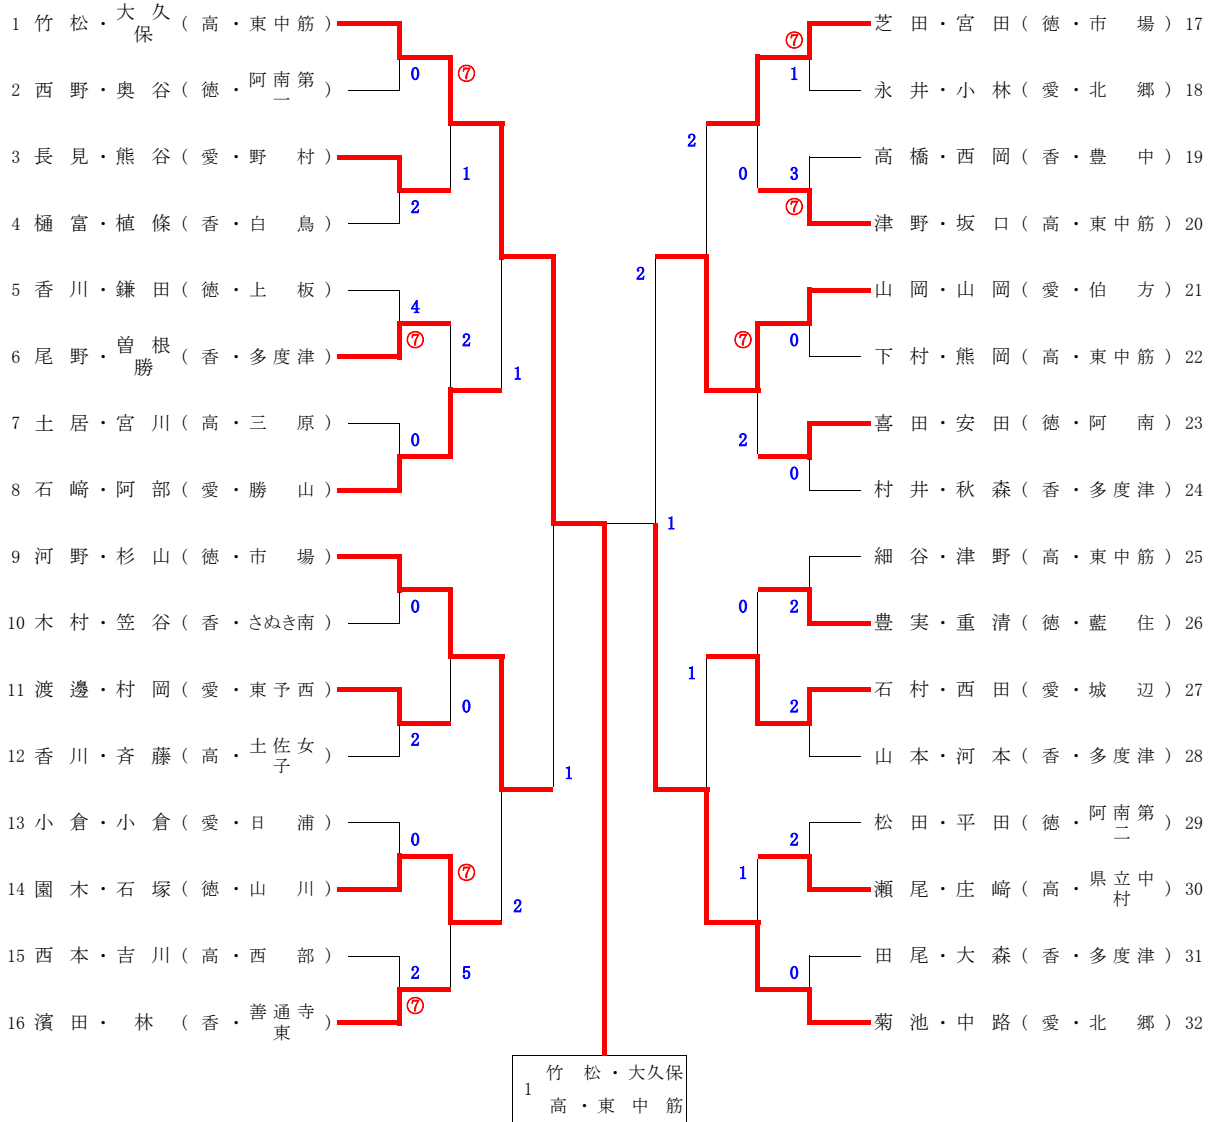 1 竹松・大久保(高・東中筋)
0 ⑦
2 西野・奥谷(徳・阿南第一)
3 長見・熊谷(愛・野村)
1
2
4 樋富・植條(香・白鳥)
5 香川・鎌田(徳・上板)
4
⑦ 2
6 尾野・曽根勝(香・多度津)
1
7 土居・宮川(高・三原)
0
8 石﨑・阿部(愛・勝山)
9 河野・杉山(徳・市場)
0
10 木村・笠谷(香・さぬき南)
11 渡邊・村岡(愛・東予西)
0
2
12 香川・斉藤(高・土佐女子)
1
13 小倉・小倉(愛・日浦)
0
⑦
14 園木・石塚(徳・山川)
2
15 西本・吉川(高・西部)
2 5
⑦
16 濱田・林(香・善通寺東)
芝田・宮田(徳・市場)17
⑦
1
永井・小林(愛・北郷)18
2
高橋・西岡(香・豊中)19
0 3
⑦
津野・坂口(高・東中筋)20
2
山岡・山岡(愛・伯方)21
⑦ 0
下村・熊岡(高・東中筋)22
喜田・安田(徳・阿南)23
2
0
村井・秋森(香・多度津)24
1
細谷・津野(高・東中筋)25
0 2
豊実・重清(徳・藍住)26
1
石村・西田(愛・城辺)27
2
山本・河本(香・多度津)28
松田・平田(徳・阿南第二)29
2
1
瀬尾・庄﨑(高・県立中村)30
田尾・大森(香・多度津)31
0
菊池・中路(愛・北郷)32
1 竹松・大久保
高・東中筋